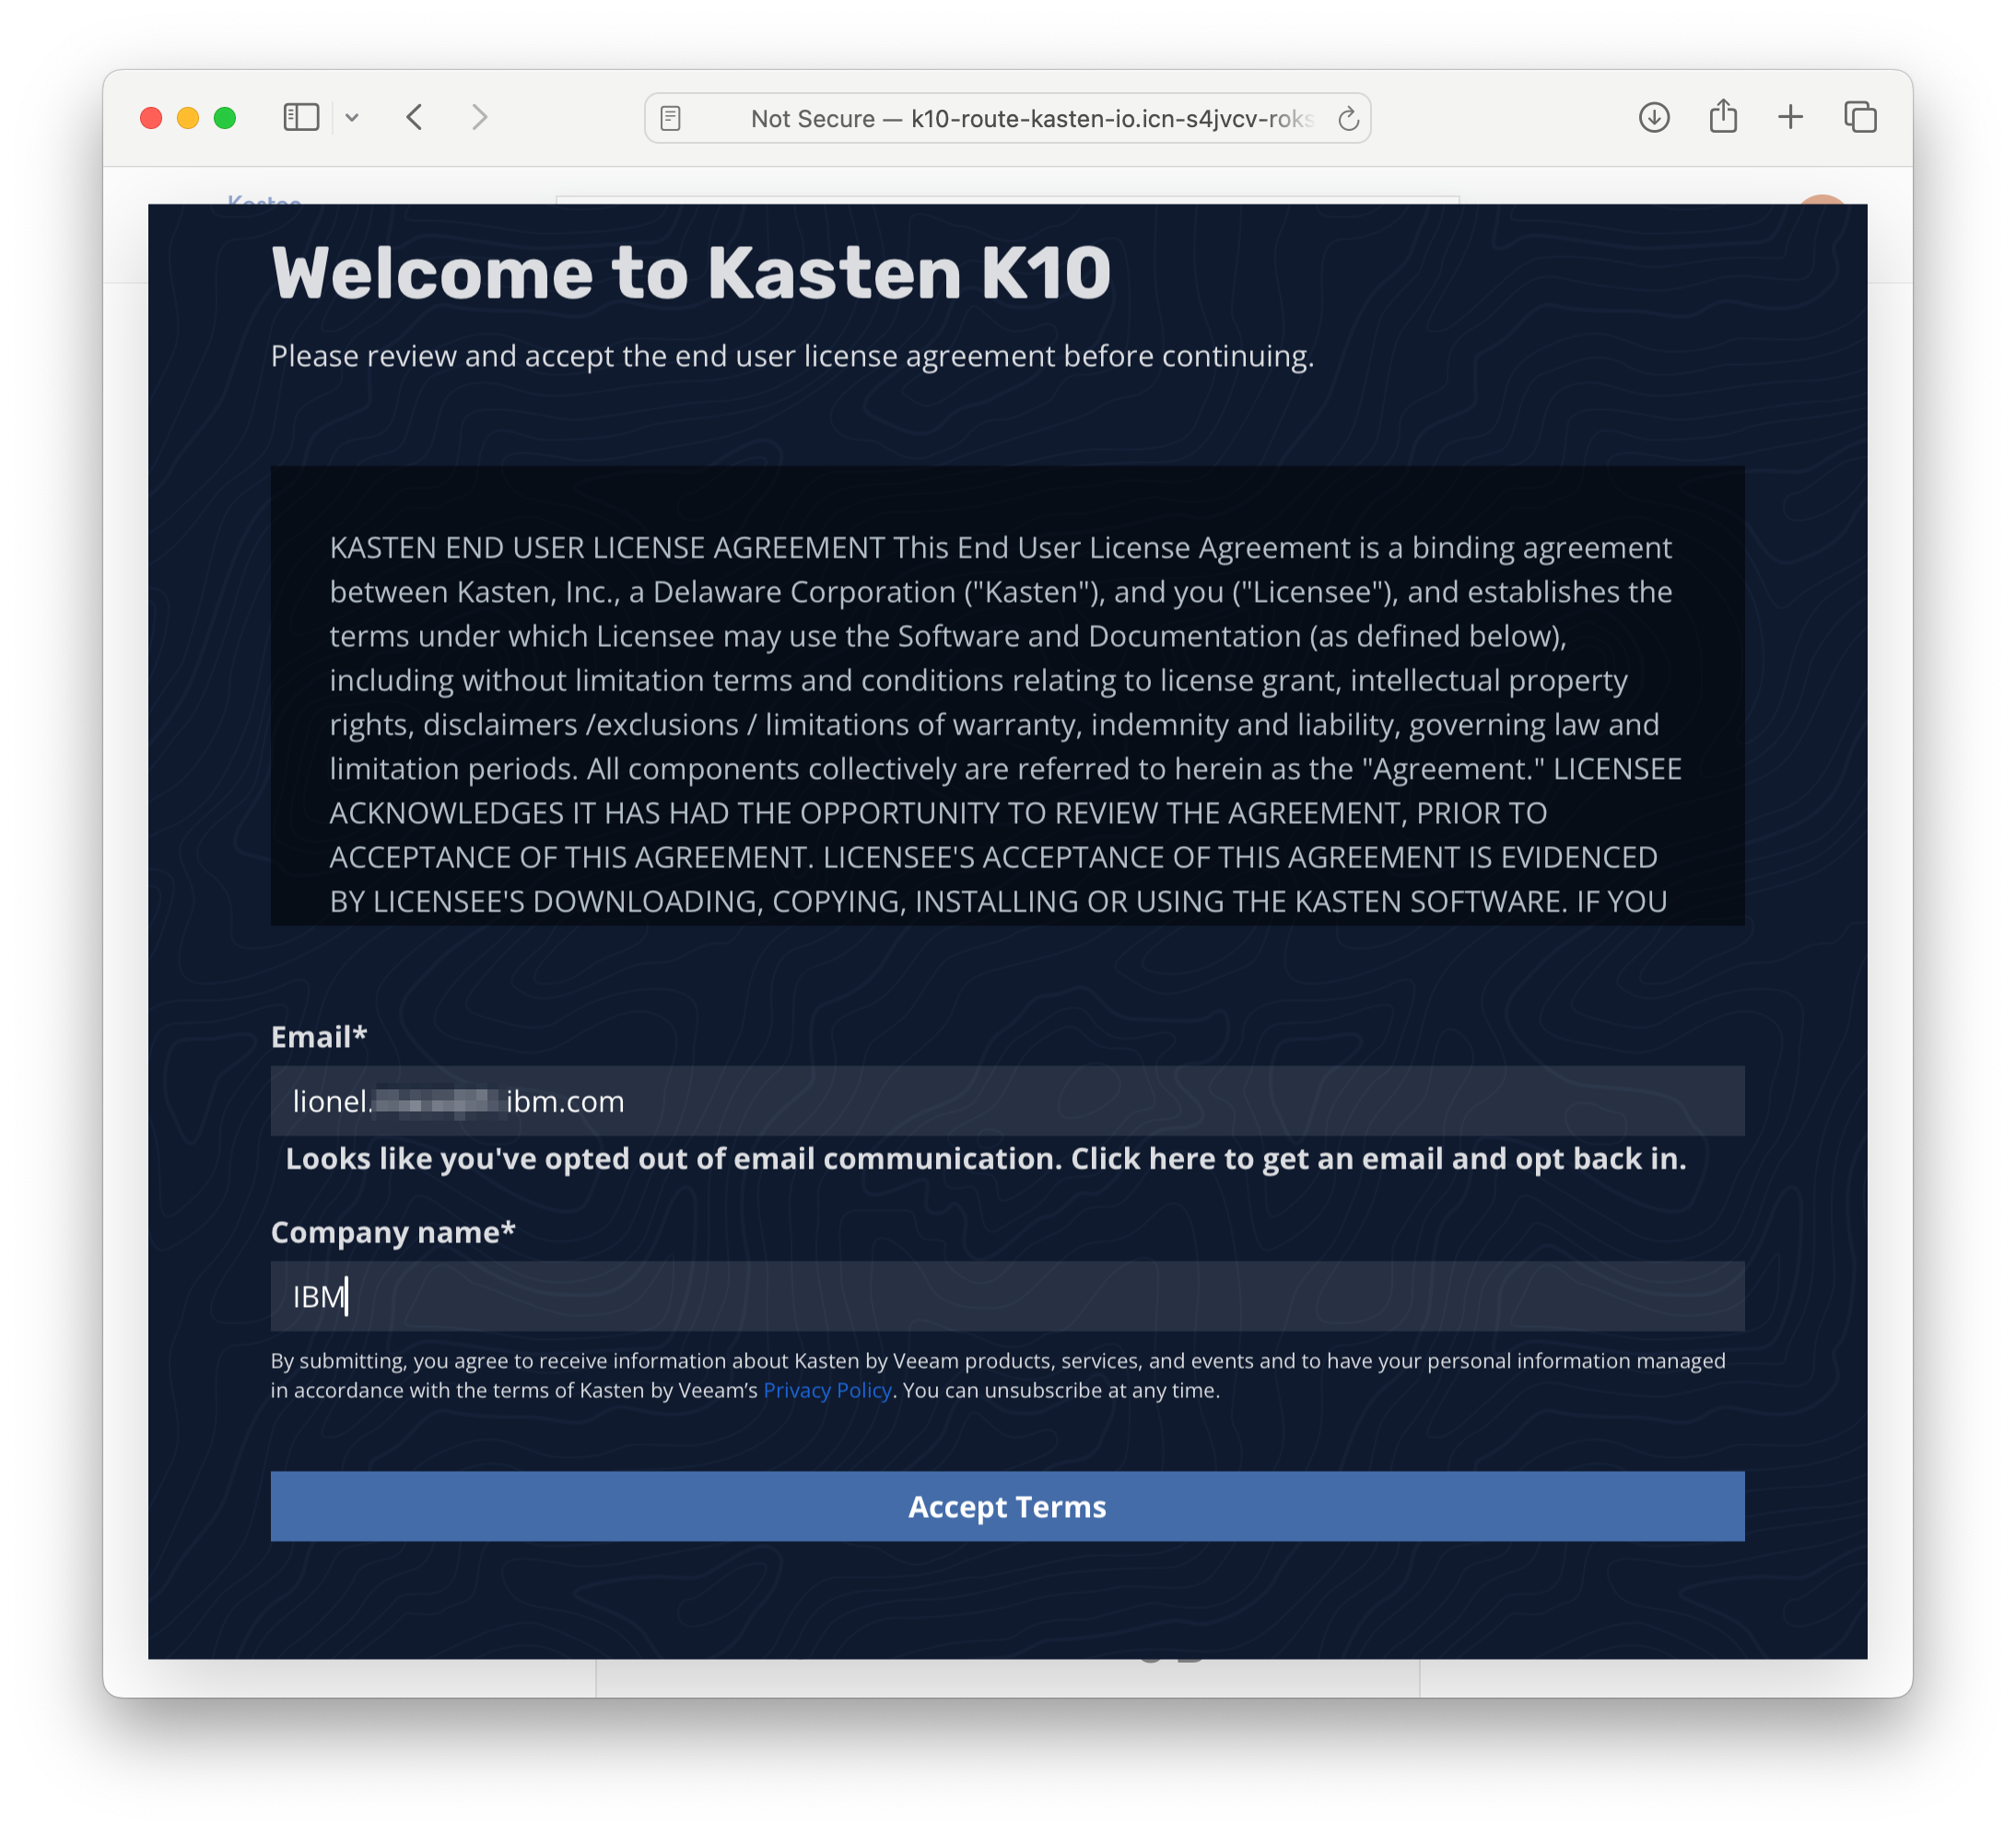 Not Secure — k10-route-kasten-io.icn-s4jvcv-roks
Welcome to Kasten K10
Please review and accept the end user license agreement before continuing.
KASTEN END USER LICENSE AGREEMENT This End User License Agreement is a binding agreement
between Kasten, Inc., a Delaware Corporation ("Kasten"), and you ("Licensee"), and establishes the
terms under which Licensee may use the Software and Documentation (as defined below),
including without limitation terms and conditions relating to license grant, intellectual property
rights, disclaimers /exclusions / limitations of warranty, indemnity and liability, governing law and
limitation periods. All components collectively are referred to herein as the "Agreement." LICENSEE
ACKNOWLEDGES IT HAS HAD THE OPPORTUNITY TO REVIEW THE AGREEMENT, PRIOR TO
ACCEPTANCE OF THIS AGREEMENT. LICENSEE'S ACCEPTANCE OF THIS AGREEMENT IS EVIDENCED
BY LICENSEE'S DOWNLOADING, COPYING, INSTALLING OR USING THE KASTEN SOFTWARE. IF YOU
Email*
lionel. ibm.com
Looks like you've opted out of email communication. Click here to get an email and opt back in.
Company name*
IBM
By submitting, you agree to receive information about Kasten by Veeam products, services, and events and to have your personal information managed
in accordance with the terms of Kasten by Veeam’s Privacy Policy. You can unsubscribe at any time.
Accept Terms